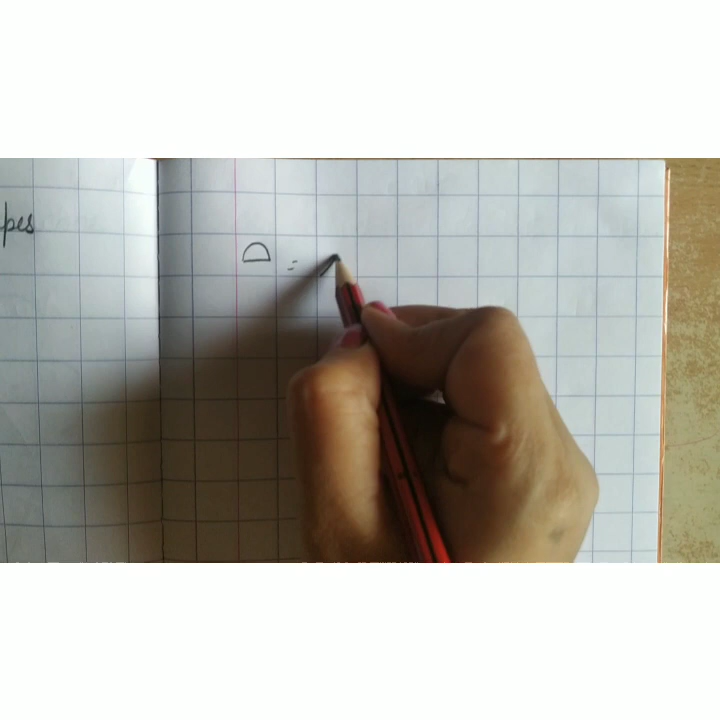 pes
=